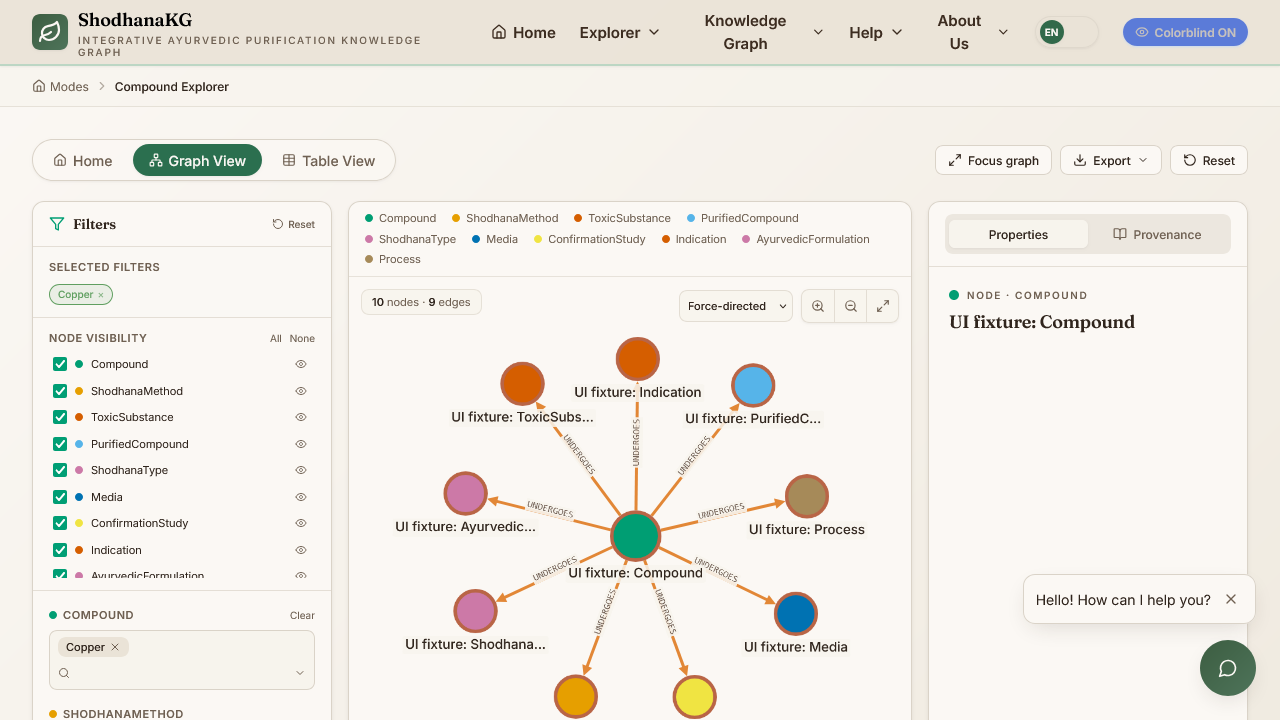 ShodhanaKG
INTEGRATIVE AYURVEDIC PURIFICATION KNOWLEDGE
GRAPH
Home
Explorer
Knowledge
Graph
Help
About
Us
EN
Colorblind ON
Modes
Compound Explorer
Home
Graph View
Table View
Focus graph
Export
Reset
Filters
Reset
SELECTED FILTERS
Copper ×
NODE VISIBILITY
All None
Compound
ShodhanaMethod
ToxicSubstance
PurifiedCompound
ShodhanaType
Media
ConfirmationStudy
Indication
AyurvedicFormulation
COMPOUND
Clear
Copper
SHODHANAMETHOD
Compound ShodhanaMethod ToxicSubstance PurifiedCompound
ShodhanaType Media ConfirmationStudy Indication AyurvedicFormulation
Process
10 nodes · 9 edges
Force-directed
UI fixture: Indication
UI fixture: ToxicSubs...
UI fixture: PurifiedC...
UNDERGOES
UNDERGOES
UNDERGOES
UI fixture: Ayurvedic...
UNDERGOES
UNDERGOES
UI fixture: Process
UI fixture: Compound
UNDERGOES
UNDERGOES
UNDERGOES
UNDERGOES
UI fixture: Shodhana...
UI fixture: Media
Properties
Provenance
NODE · COMPOUND
UI fixture: Compound
Hello! How can I help you?